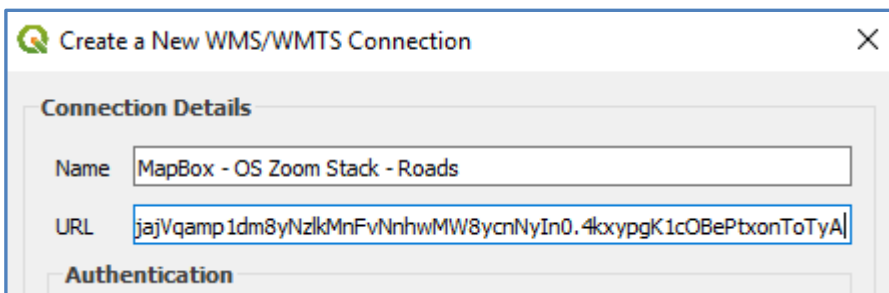 Create a New WMS/WMTS Connection
Connection Details
Name MapBox - OS Zoom Stack - Roads
URL jajVqamp1dm8yNzlkMnFvNnhwMW8ycnNyIn0.4kxypgK1cOBePtxonToTyA
Authentication